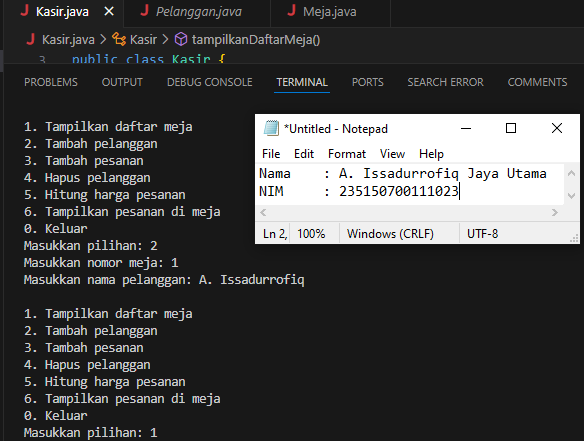 Kasir.java
Pelanggan.java
Meja.java
Kasir.java > Kasir > tampilkanDaftarMeja()
3 public class Kasir {
PROBLEMS OUTPUT DEBUG CONSOLE TERMINAL PORTS SEARCH ERROR COMMENTS
1. Tampilkan daftar meja
2. Tambah pelanggan
3. Tambah pesanan
4. Hapus pelanggan
5. Hitung harga pesanan
6. Tampilkan pesanan di meja
0. Keluar
Masukkan pilihan: 2
Masukkan nomor meja: 1
Masukkan nama pelanggan: A. Issadurrofiq
1. Tampilkan daftar meja
2. Tambah pelanggan
3. Tambah pesanan
4. Hapus pelanggan
5. Hitung harga pesanan
6. Tampilkan pesanan di meja
0. Keluar
Masukkan pilihan: 1
*Untitled - Notepad
File Edit Format View Help
Nama : A. Issadurrofiq Jaya Utama
NIM : 235150700111023
Ln 2, 100% Windows (CRLF) UTF-8